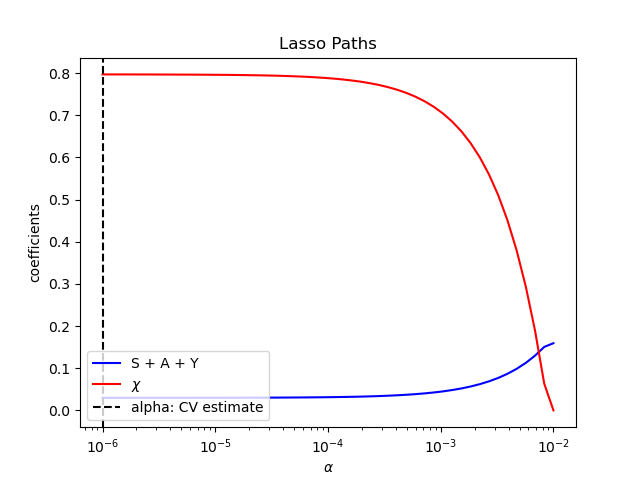 Lasso Paths
coefficients
0.8
0.7
0.6
0.5
0.4
0.3
0.2
0.1
0.0
S + A + Y
χ
alpha: CV estimate
10⁻⁶ 10⁻⁵ 10⁻⁴ 10⁻³ 10⁻²
α